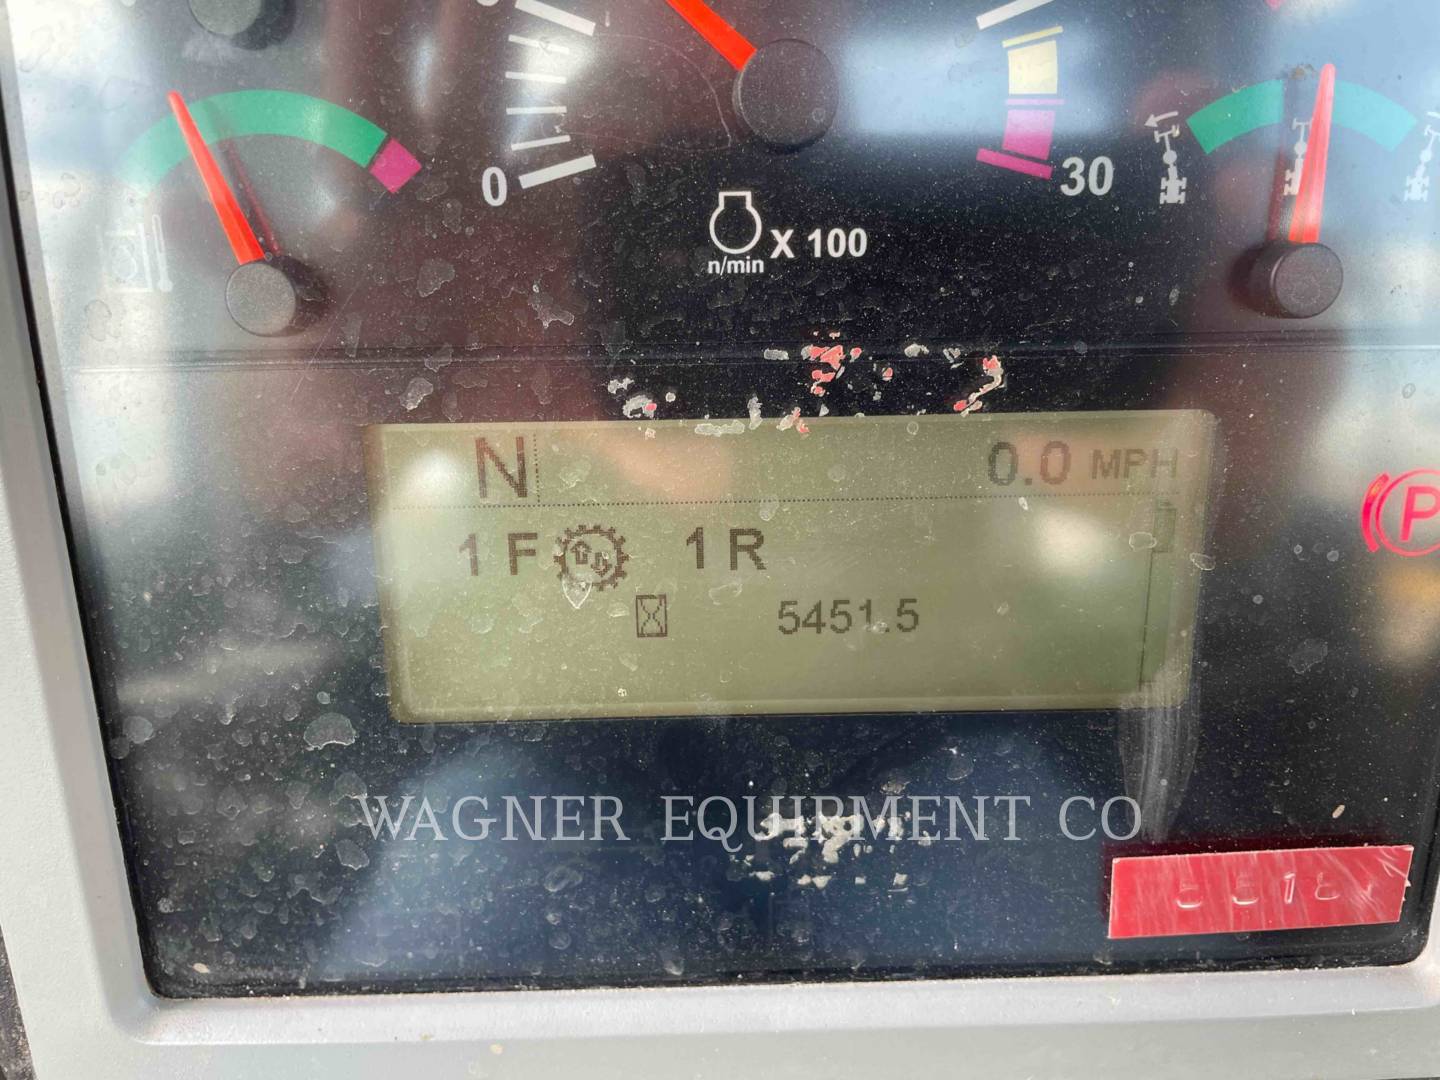 0
30
X 100
n/min
P
N
0.0 MPH
1 F 1 R
5451.5
WAGNER EQUIPMENT CO